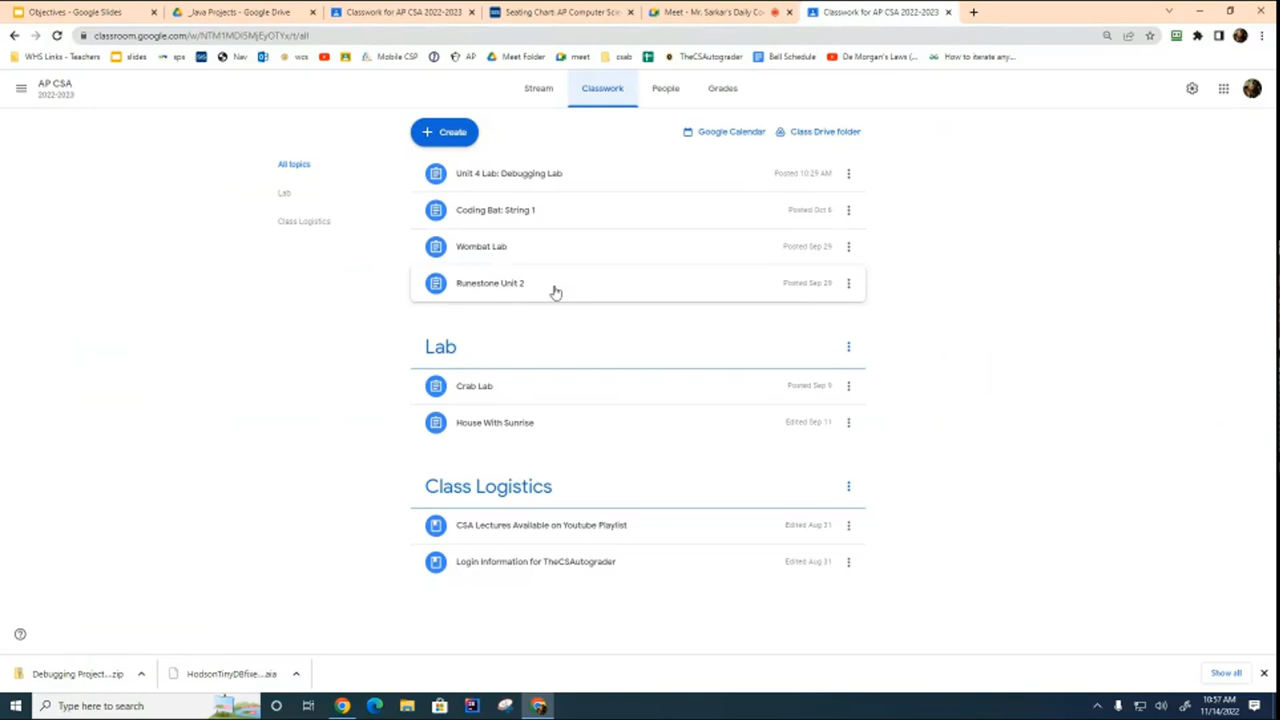 Objectives - Google Slides
_Java Projects - Google Drive
Classwork for AP CSA 2022-2023
Seating Chart: AP Computer Scie
Meet - Mr. Sarkar's Daily Co
Classwork for AP CSA 2022-2023
classroom.google.com/w/NTM1MDI5MjEyOTYx/t/all
WHS Links - Teachers
slides
sps
Nav
wcs
Mobile CSP
AP
Meet Folder
meet
csab
TheCSAutograder
Bell Schedule
De Morgan's Laws (...
How to iterate any...
AP CSA
2022-2023
Stream
Classwork
People
Grades
Create
Google Calendar
Class Drive folder
All topics
Lab
Class Logistics
Unit 4 Lab: Debugging Lab
Posted 10:29 AM
Coding Bat: String 1
Posted Oct 6
Wombat Lab
Posted Sep 29
Runestone Unit 2
Posted Sep 29
Lab
Crab Lab
Posted Sep 9
House With Sunrise
Edited Sep 11
Class Logistics
CSA Lectures Available on Youtube Playlist
Edited Aug 31
Login Information for TheCSAutograder
Edited Aug 31
Debugging Project....zip
HodsonTinyDBfixe....aia
Show all
Type here to search
10:57 AM
11/14/2022